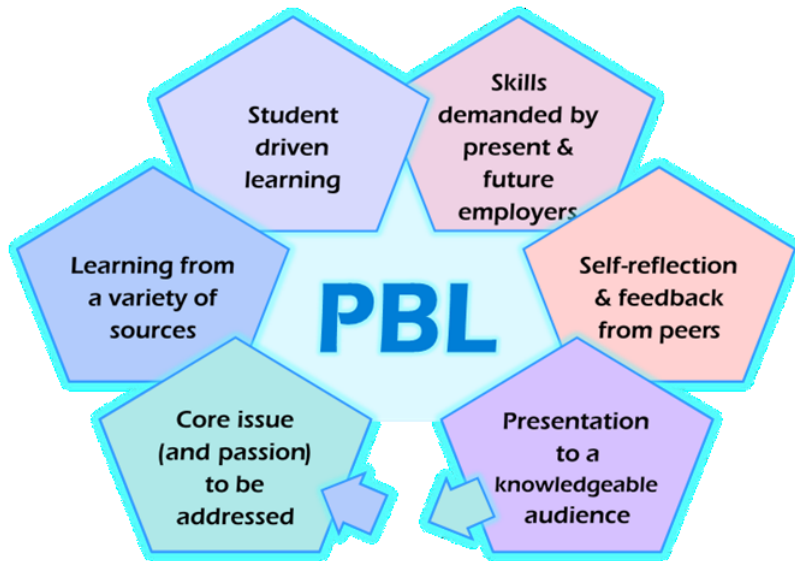 Student
driven
learning
Skills
demanded by
present &
future
employers
Learning from
a variety of
sources
PBL
Self-reflection
& feedback
from peers
Core issue
(and passion)
to be
addressed
Presentation
to a
knowledgeable
audience